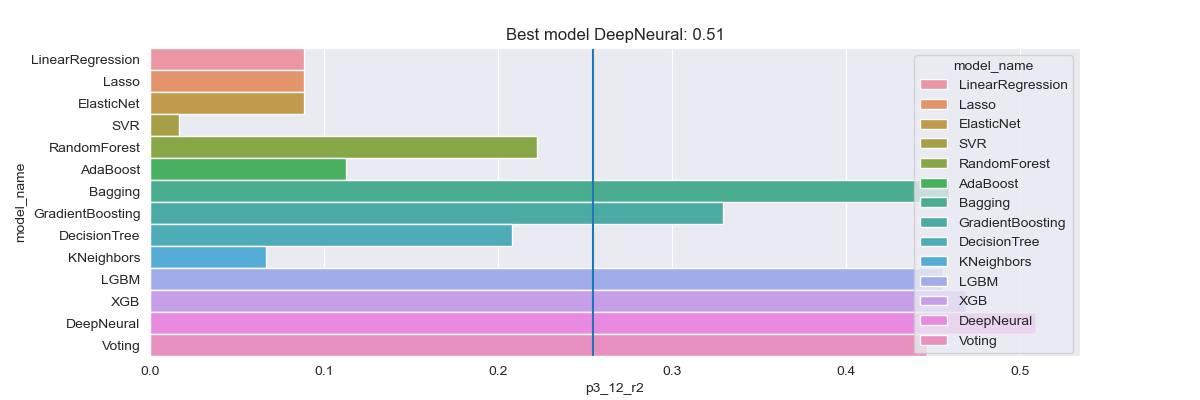 Best model DeepNeural: 0.51
model_name
LinearRegression
Lasso
ElasticNet
SVR
RandomForest
AdaBoost
Bagging
GradientBoosting
DecisionTree
KNeighbors
LGBM
XGB
DeepNeural
Voting
model_name
LinearRegression
Lasso
ElasticNet
SVR
RandomForest
AdaBoost
Bagging
GradientBoosting
DecisionTree
KNeighbors
LGBM
XGB
DeepNeural
Voting
0.0 0.1 0.2 0.3 0.4 0.5
p3_12_r2